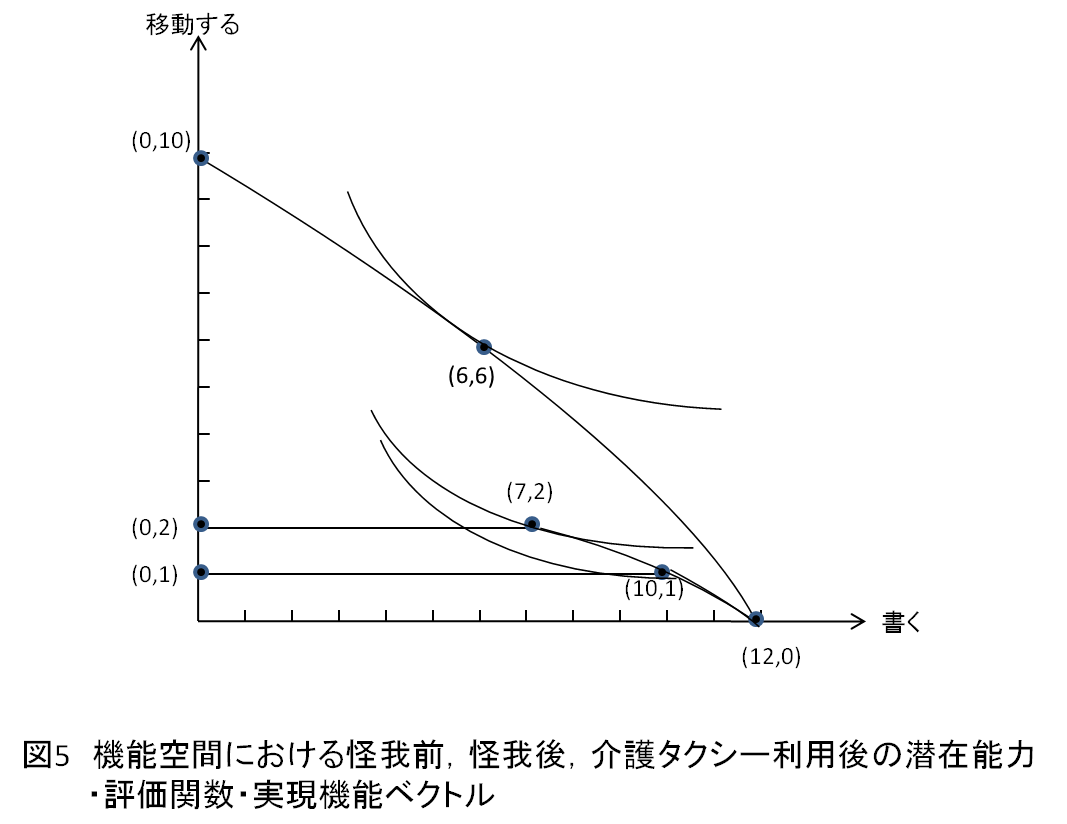 移動する
(0,10)
(6,6)
(7,2)
(0,2)
(0,1)
(10,1)
書く
(12,0)
図5　機能空間における怪我前，怪我後，介護タクシー利用後の潜在能力
・評価関数・実現機能ベクトル